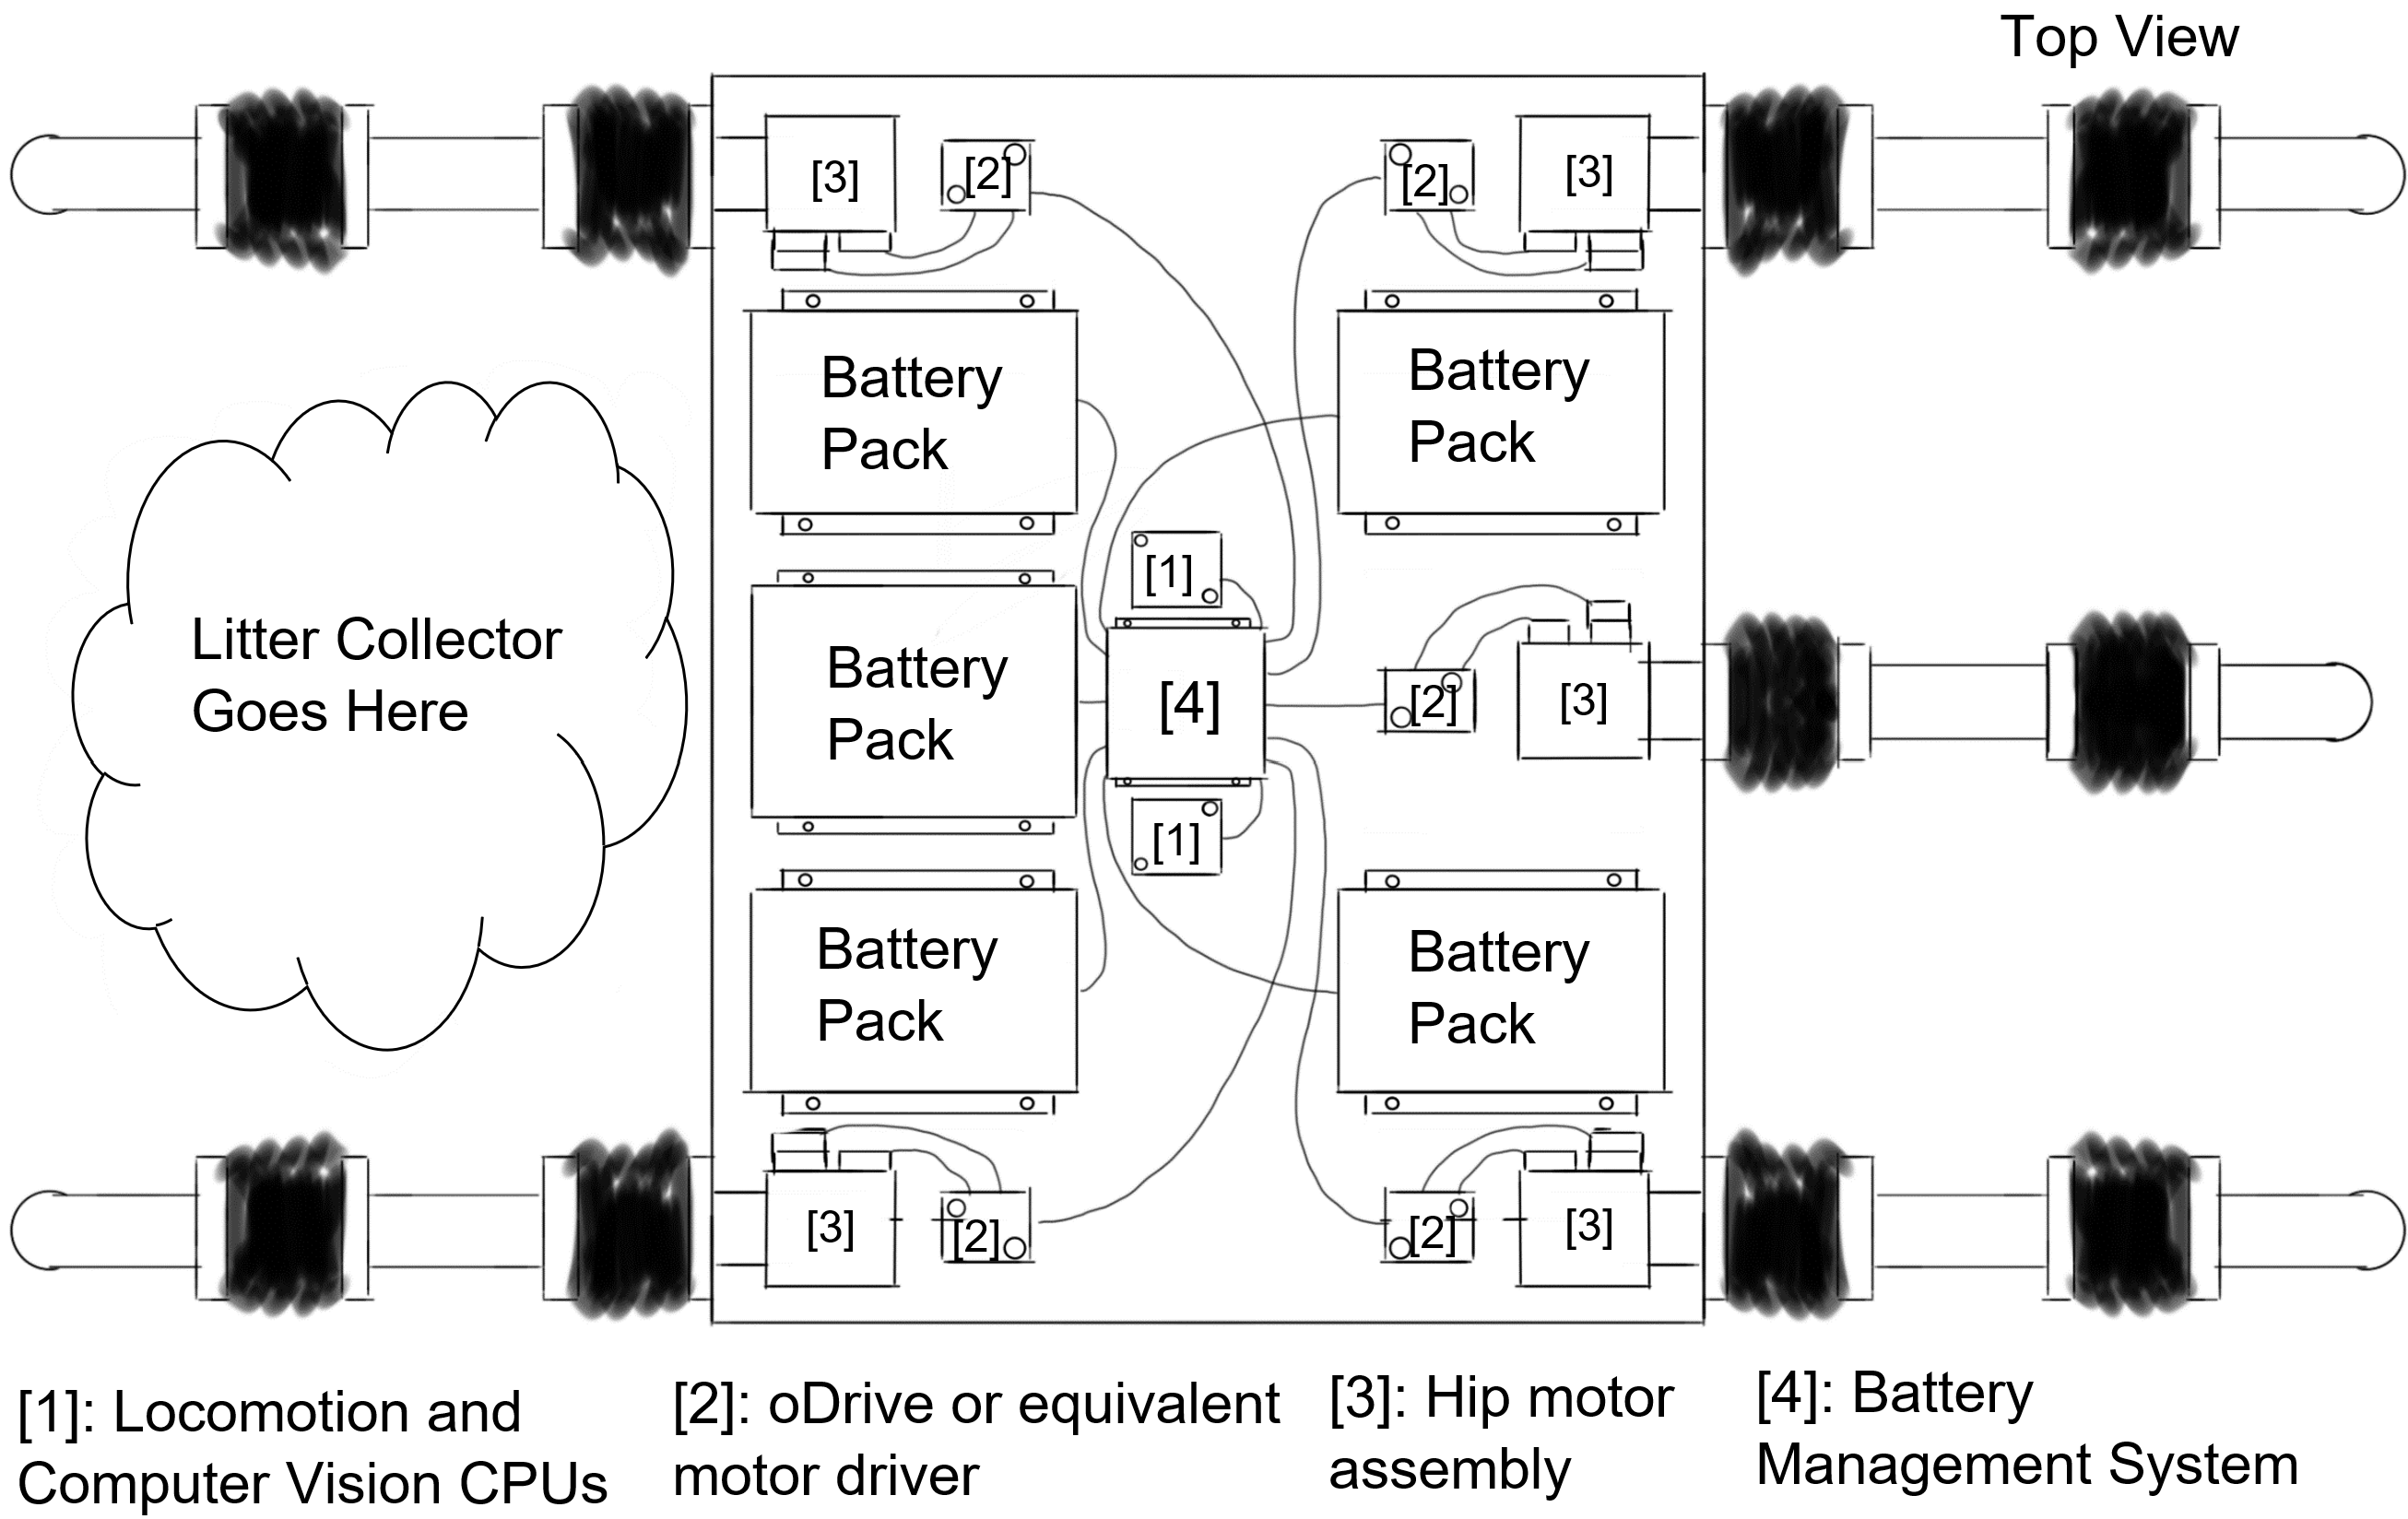 Top View
[3]
[2]
[2]
[3]
Battery
Pack
Battery
Pack
[1]
Litter Collector
Goes Here
Battery
Pack
[4]
[2]
[3]
[1]
Battery
Pack
Battery
Pack
[3]
[2]
[2]
[3]
[1]: Locomotion and
Computer Vision CPUs
[2]: oDrive or equivalent
motor driver
[3]: Hip motor
assembly
[4]: Battery
Management System